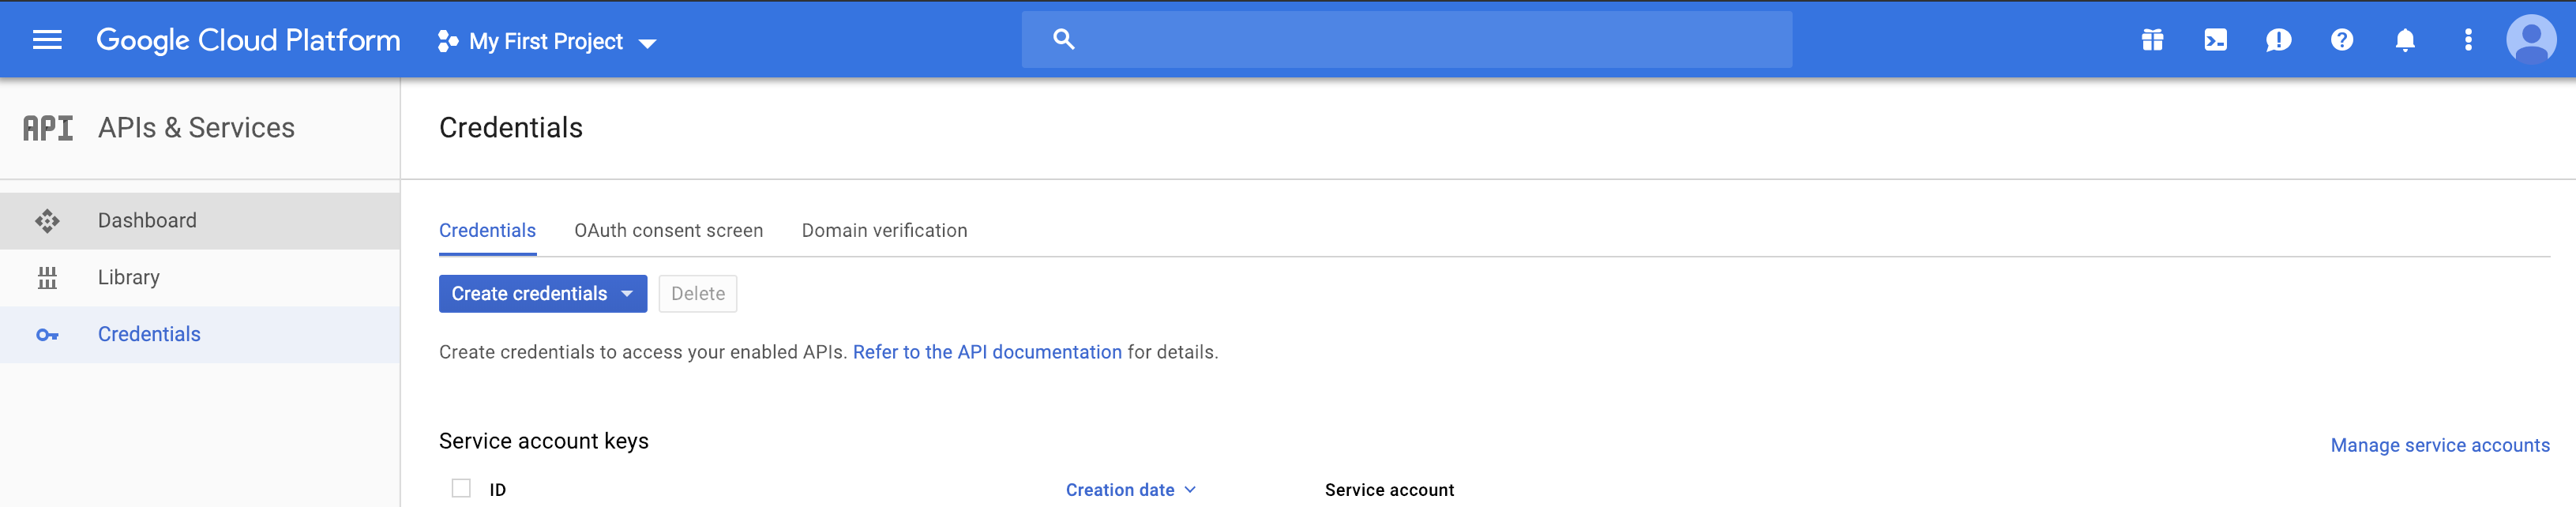 Google Cloud Platform
My First Project
API
APIs & Services
Credentials
Dashboard
Library
Credentials
Credentials
OAuth consent screen
Domain verification
Create credentials
Delete
Create credentials to access your enabled APIs. Refer to the API documentation for details.
Service account keys
Manage service accounts
ID
Creation date
Service account